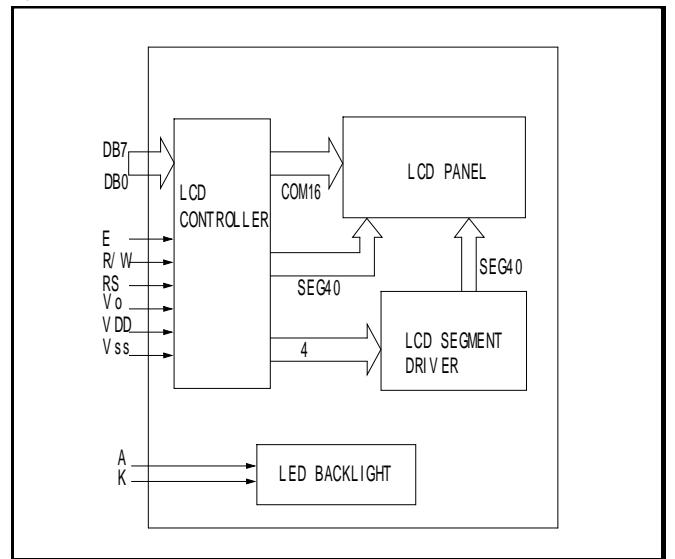 DB7
DB0
LCD
CONTROLLER
E
R/W
RS
Vo
VDD
Vss
COM16
SEG40
4
LCD PANEL
SEG40
LCD SEGMENT
DRIVER
A
K
LED BACKLIGHT